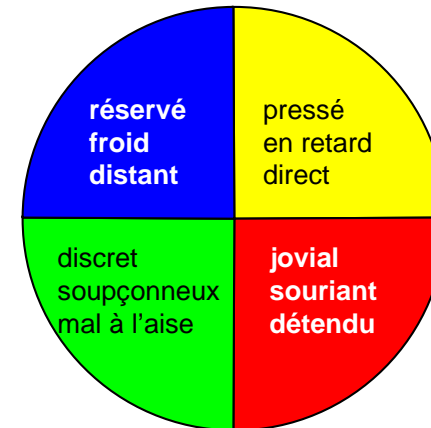 réservé
froid
distant
pressé
en retard
direct
discret
soupçonneux
mal à l’aise
jovial
souriant
détendu